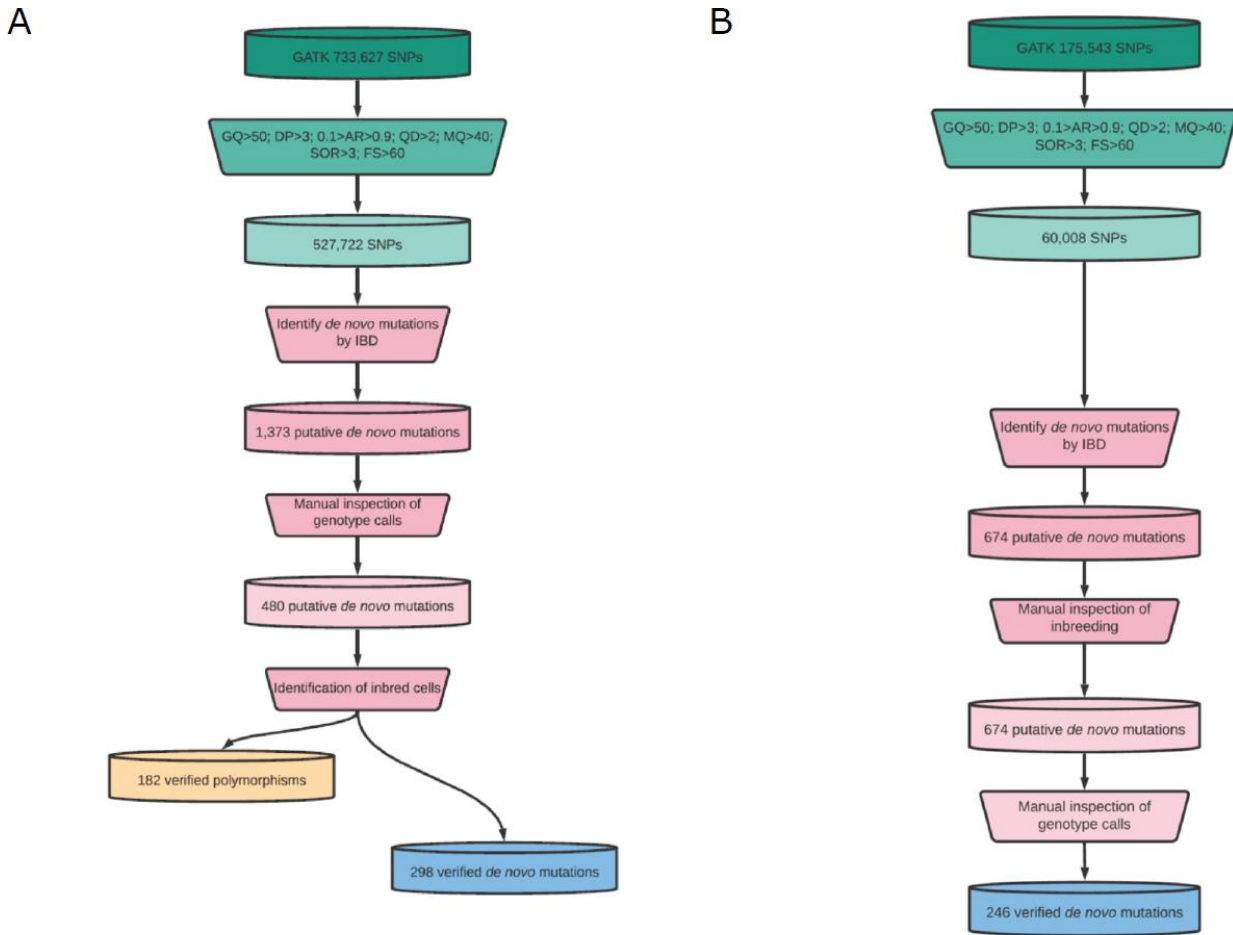 A
GATK 733,627 SNPs
GQ>50; DP>3; 0.1>AR>0.9; QD>2; MQ>40;
SOR>3; FS>60
527,722 SNPs
Identify de novo mutations
by IBD
1,373 putative de novo mutations
Manual inspection of
genotype calls
480 putative de novo mutations
Identification of inbred cells
182 verified polymorphisms
298 verified de novo mutations
B
GATK 175,543 SNPs
GQ>50; DP>3; 0.1>AR>0.9; QD>2; MQ>40;
SOR>3; FS>60
60,008 SNPs
Identify de novo mutations
by IBD
674 putative de novo mutations
Manual inspection of
inbreeding
674 putative de novo mutations
Manual inspection of
genotype calls
246 verified de novo mutations